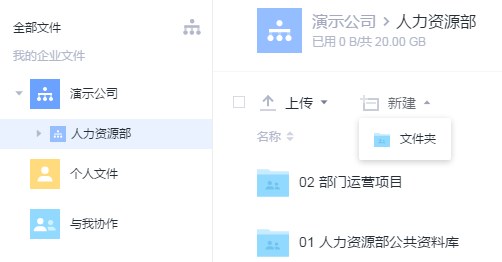 全部文件
我的企业文件
演示公司
人力资源部
个人文件
与我协作
演示公司 > 人力资源部
已用 0 B/共 20.00 GB
上传
新建
文件夹
名称
02 部门运营项目
01 人力资源部公共资料库